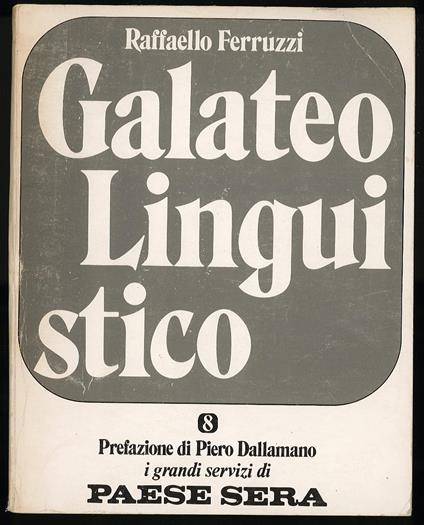 Raffaello Ferruzzi
Galateo
Lingui
stico
8
Prefazione di Piero Dallamano
i grandi servizi di
PAESE SERA